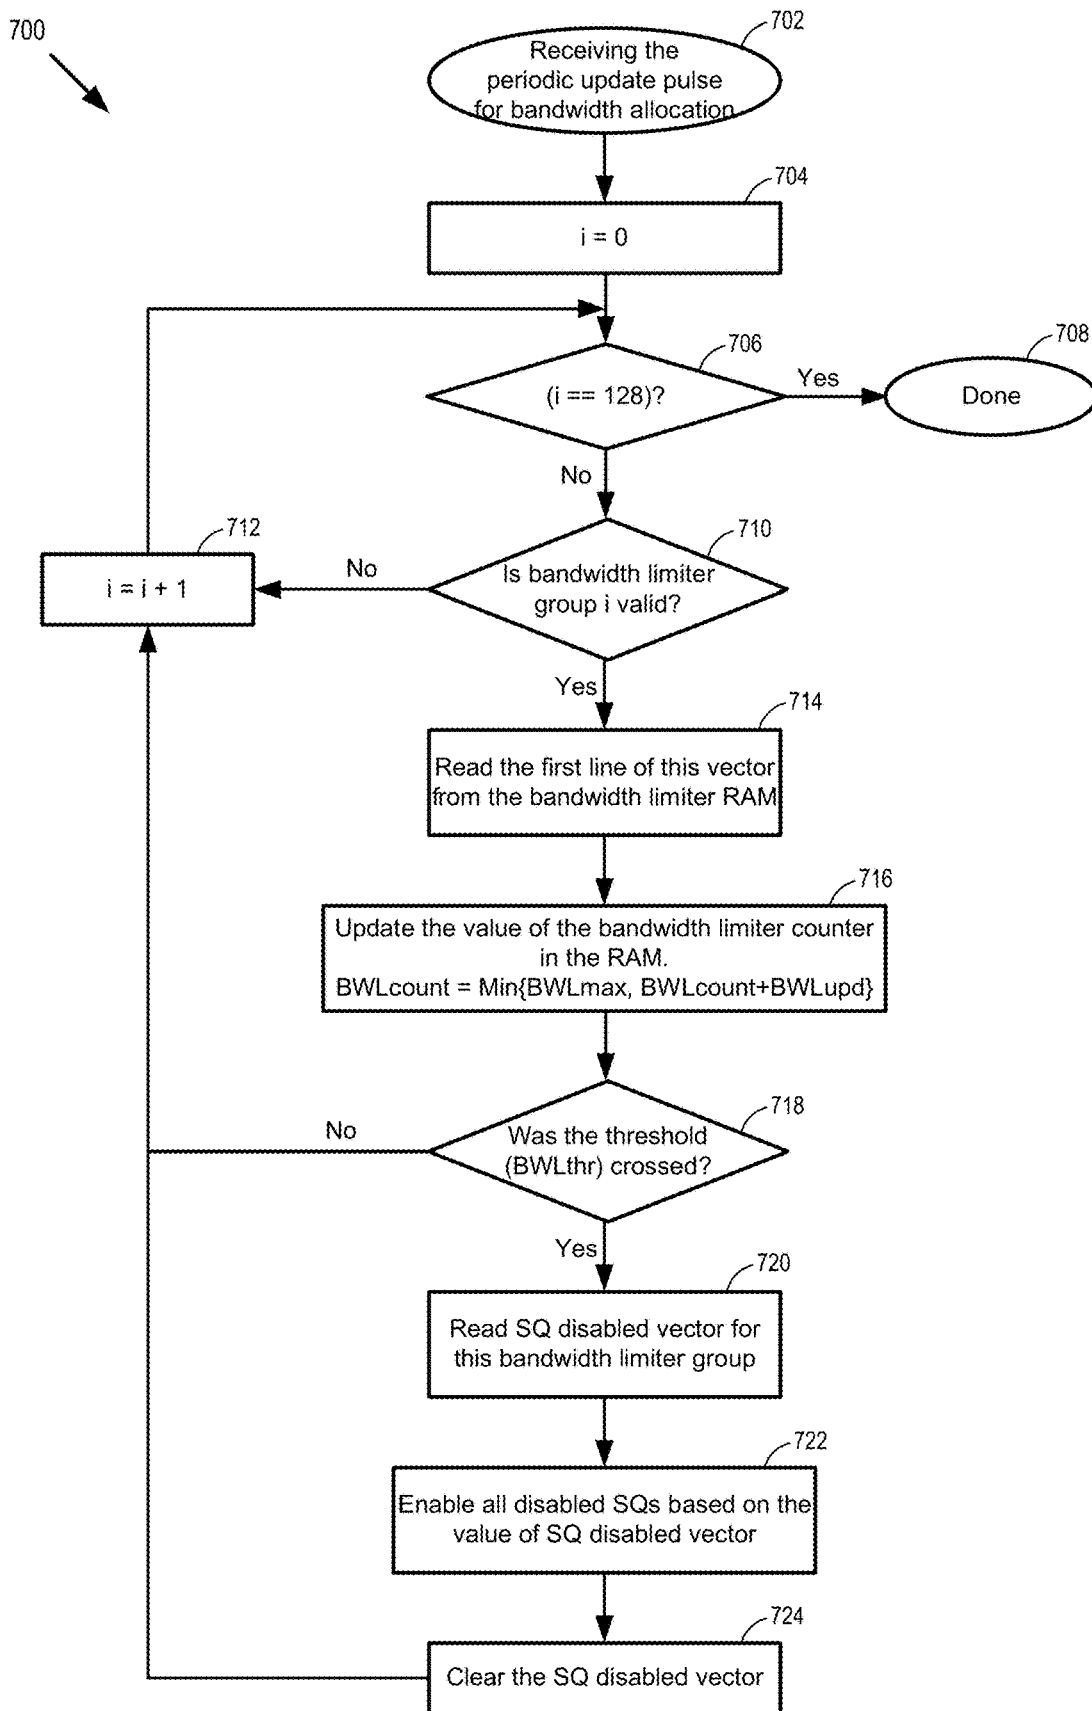 700
702
Receiving the
periodic update pulse
for bandwidth allocation
704
i = 0
706
(i == 128)?
Yes
708
Done
No
710
Is bandwidth limiter
group i valid?
No
712
i = i + 1
Yes
714
Read the first line of this vector
from the bandwidth limiter RAM
716
Update the value of the bandwidth limiter counter
in the RAM.
BWLcount = Min{BWLmax, BWLcount+BWLupd}
718
Was the threshold
(BWLthr) crossed?
No
Yes
720
Read SQ disabled vector for
this bandwidth limiter group
722
Enable all disabled SQs based on the
value of SQ disabled vector
724
Clear the SQ disabled vector